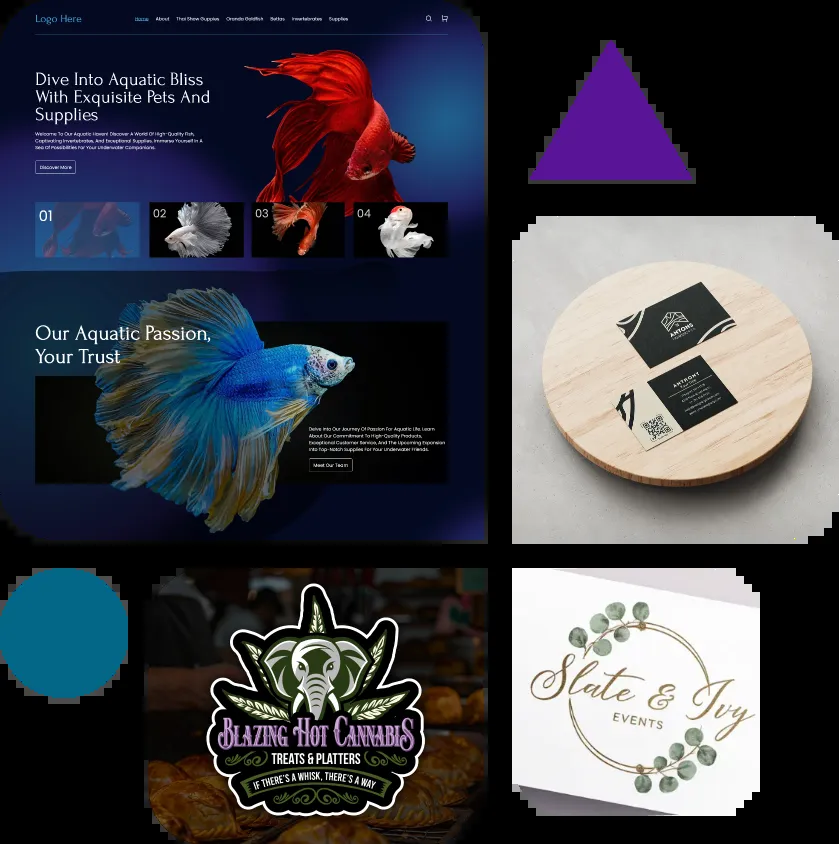 Logo Here
Home About Thai Show Guppies Oranda Goldfish Bettas Invertebrates Supplies
Dive Into Aquatic Bliss
With Exquisite Pets And
Supplies
Welcome To Our Aquatic Haven! Discover A World Of High-Quality Fish,
Captivating Invertebrates, And Exceptional Supplies. Immerse Yourself In A
Sea Of Possibilities For Your Underwater Companions.
Discover More
01
02
03
04
Our Aquatic Passion,
Your Trust
Delve Into Our Journey Of Passion For Aquatic Life. Learn
About Our Commitment To High-Quality Products,
Exceptional Customer Service, And The Upcoming Expansion
Into Top-Notch Supplies For Your Underwater Friends.
Meet Our Team
ANTONS
ANTHONY
BLAZING HOT CANNABIS
TREATS & PLATTERS
IF THERE'S A WHISK, THERE'S A WAY
Slate & Ivy
EVENTS